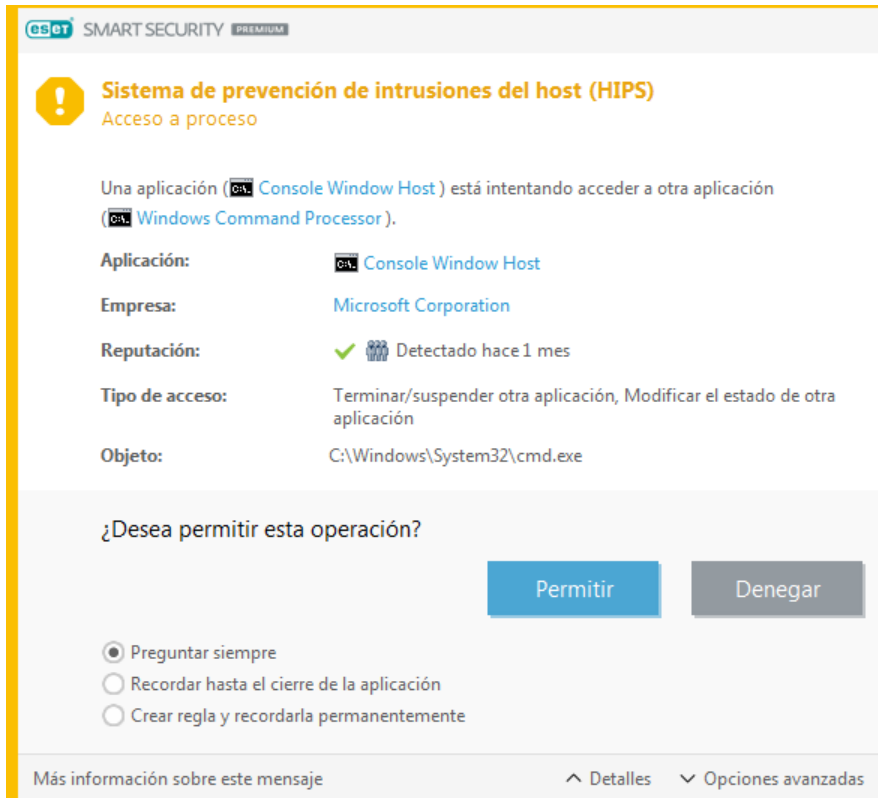 eset SMART SECURITY PREMIUM
Sistema de prevención de intrusiones del host (HIPS)
Acceso a proceso
Una aplicación ( Console Window Host ) está intentando acceder a otra aplicación
( Windows Command Processor ).
Aplicación: Console Window Host
Empresa: Microsoft Corporation
Reputación: Detectado hace 1 mes
Tipo de acceso: Terminar/suspender otra aplicación, Modificar el estado de otra
aplicación
Objeto: C:\Windows\System32\cmd.exe
¿Desea permitir esta operación?
Permitir Denegar
Preguntar siempre
Recordar hasta el cierre de la aplicación
Crear regla y recordarla permanentemente
Más información sobre este mensaje Detalles Opciones avanzadas